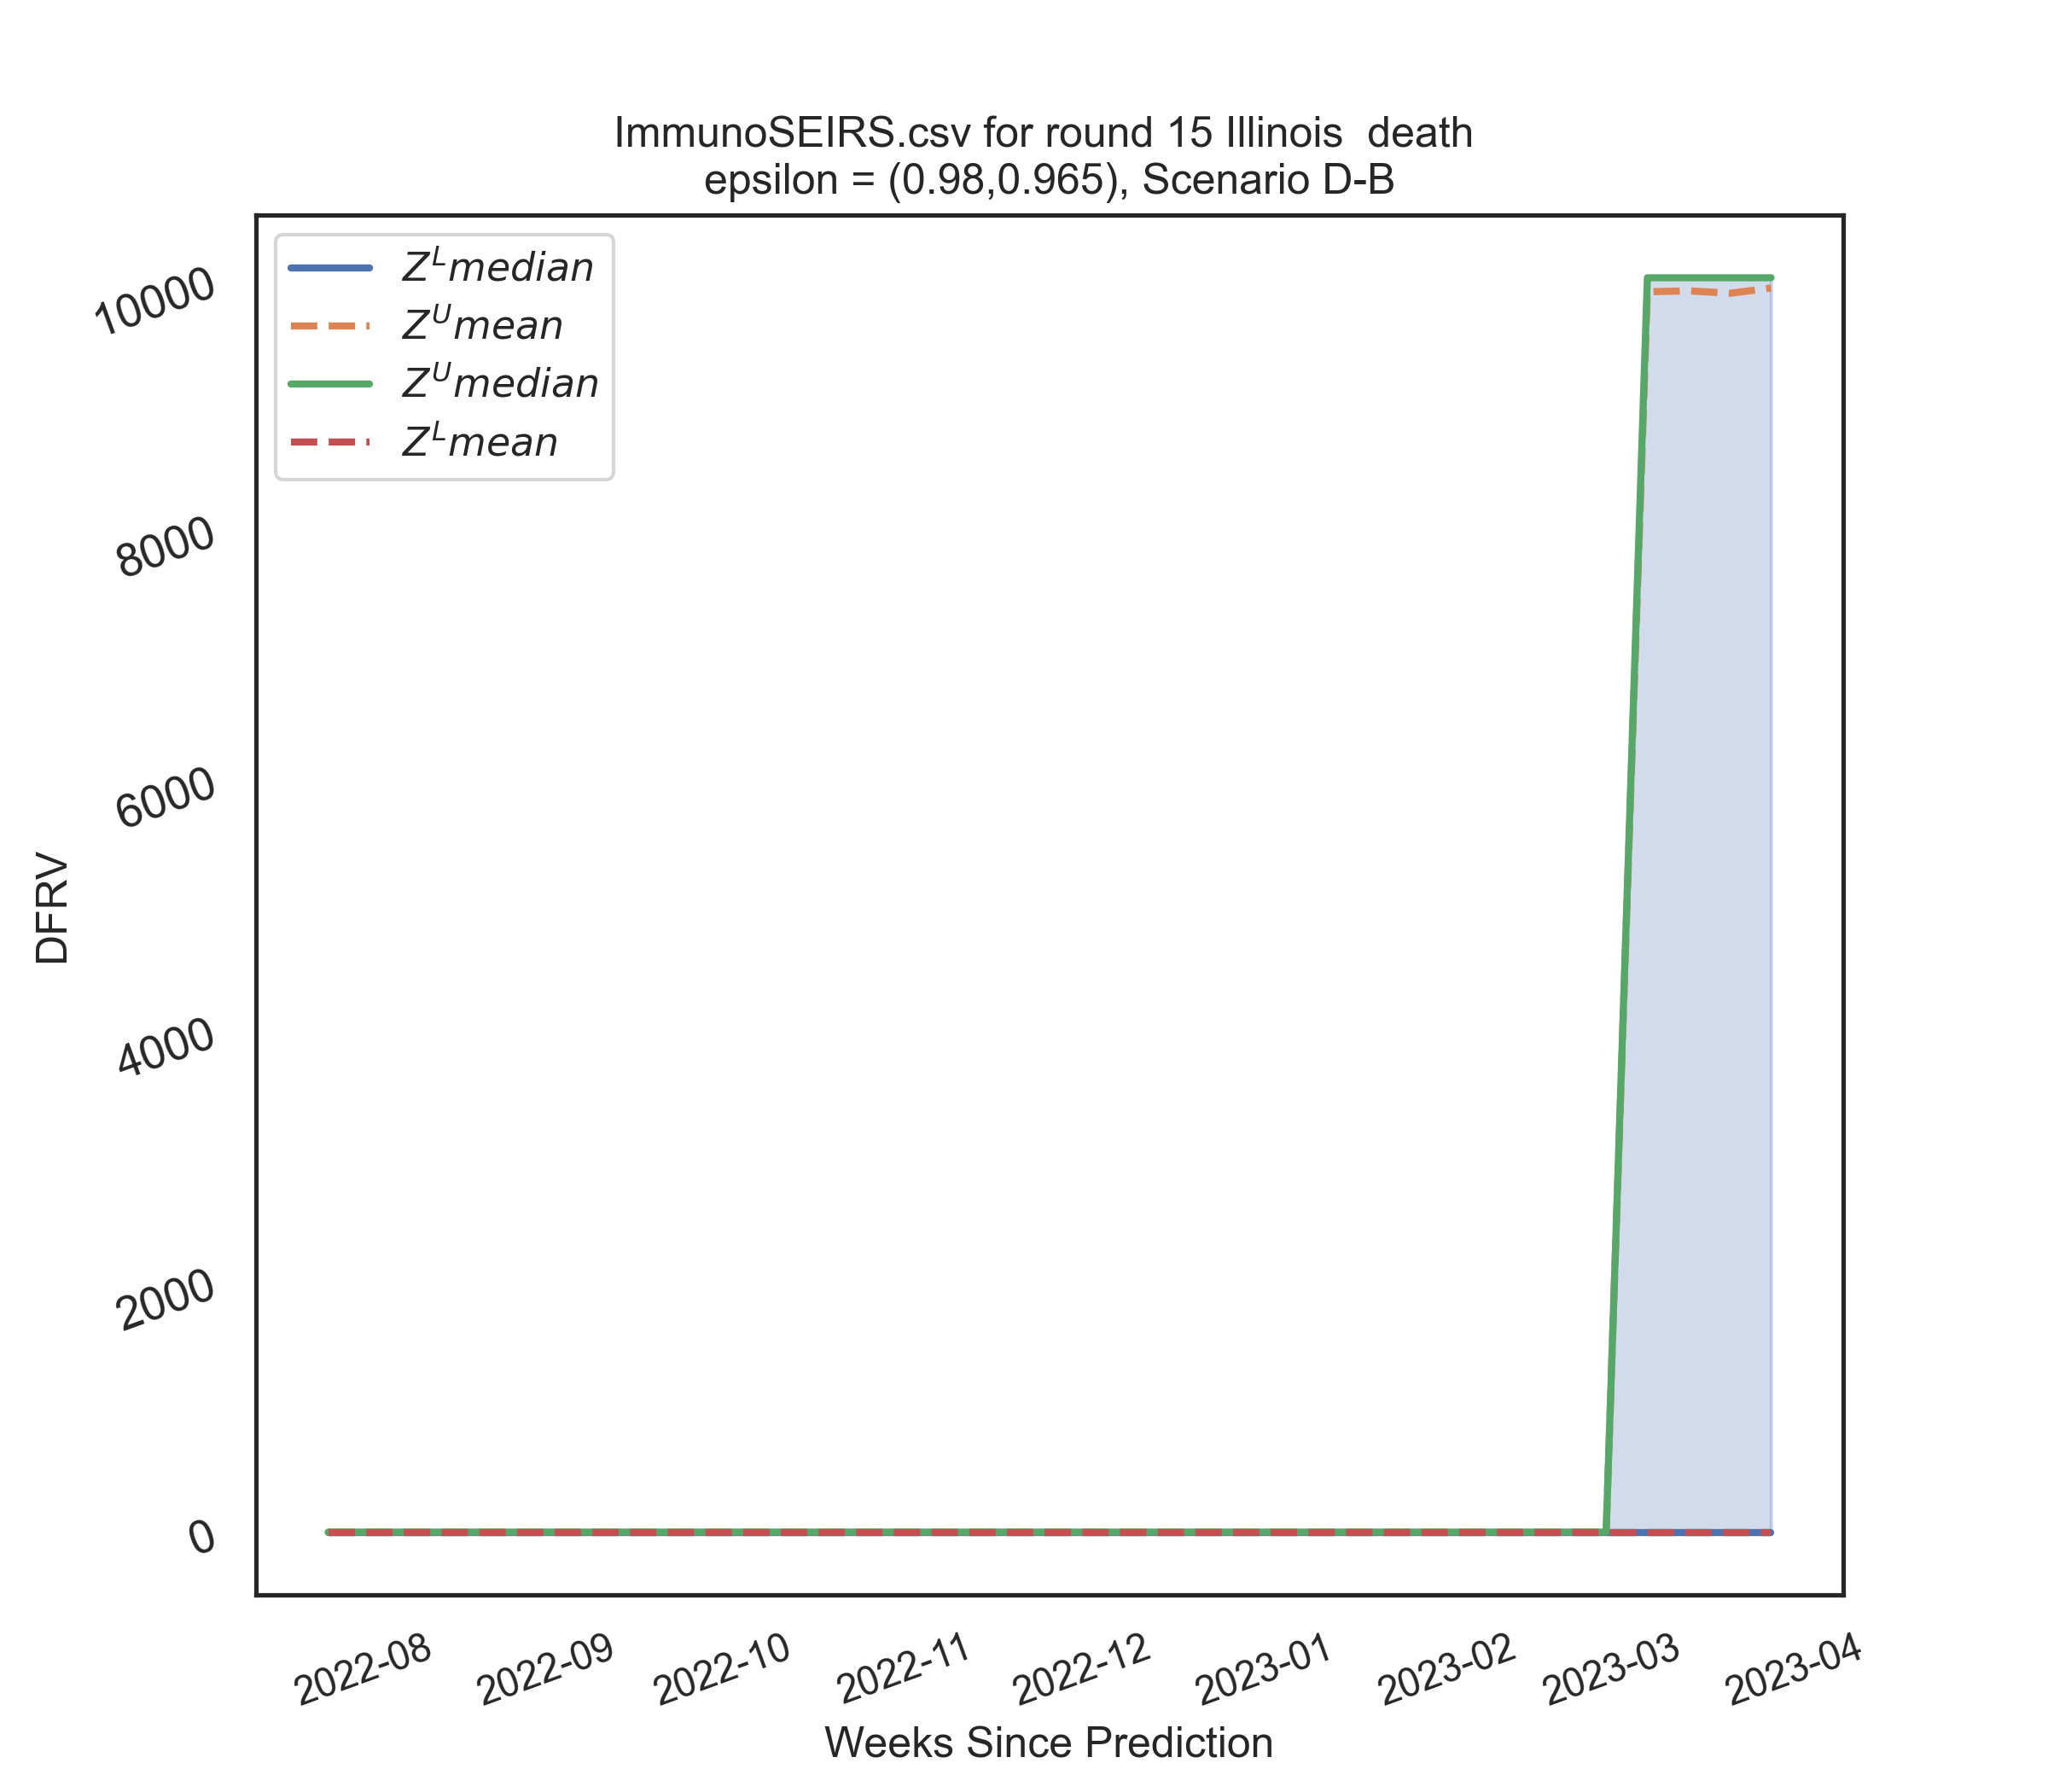 ImmunoSEIRS.csv for round 15 Illinois  death
epsilon = (0.98,0.965), Scenario D-B
Z^L median
Z^U mean
Z^U median
Z^L mean
10000
8000
6000
4000
2000
0
DFRV
2022-08
2022-09
2022-10
2022-11
2022-12
2023-01
2023-02
2023-03
2023-04
Weeks Since Prediction